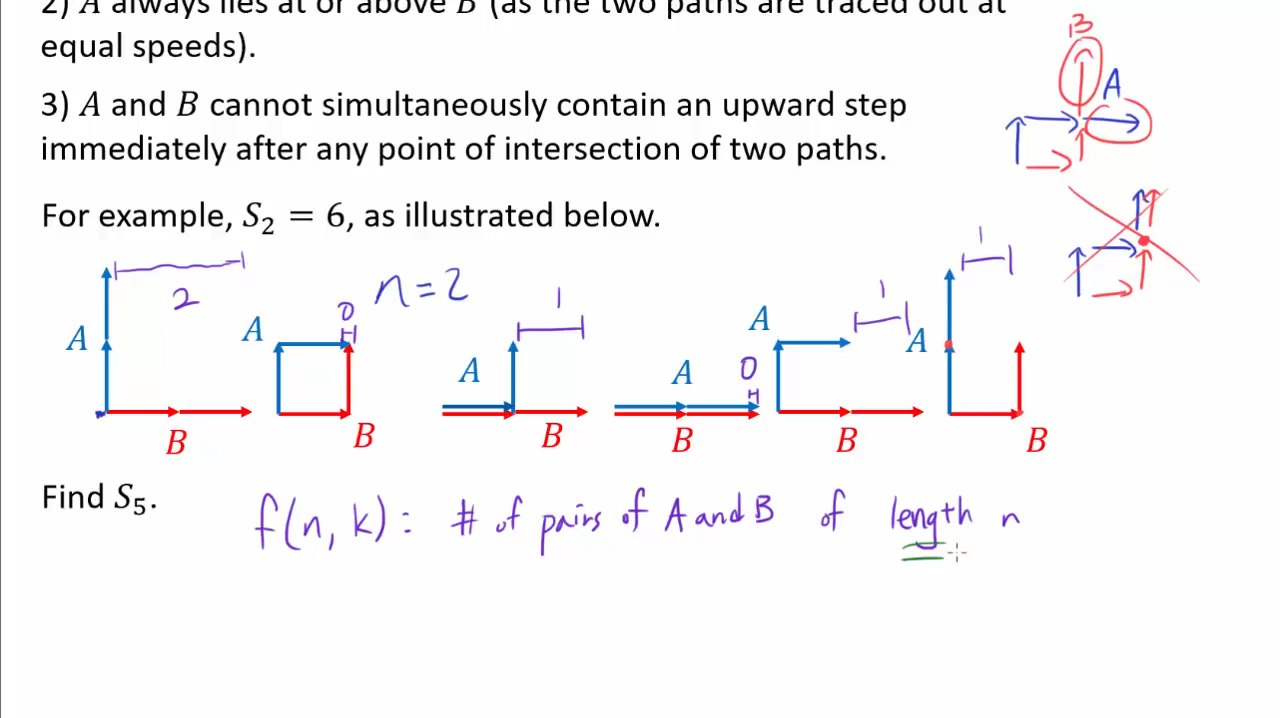 2) A always lies at or above B (as the two paths are traced out at
equal speeds).
3) A and B cannot simultaneously contain an upward step
immediately after any point of intersection of two paths.
B
A
For example, S₂ = 6, as illustrated below.
2
n=2
0
1
0
1
1
A
A
A
A
A
A
B
B
B
B
B
B
Find S₅.
f(n, k): # of pairs of A and B of length n